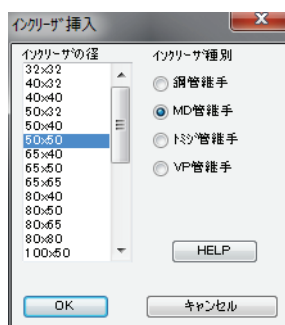 インクリーザ挿入
インクリーザの径
32x32
40x32
40x40
50x32
50x40
50x50
65x40
65x50
65x65
80x40
80x50
80x65
80x80
100x50
インクリーザ種別
鋼管継手
MD管継手
トミジ管継手
VP管継手
HELP
OK
キャンセル